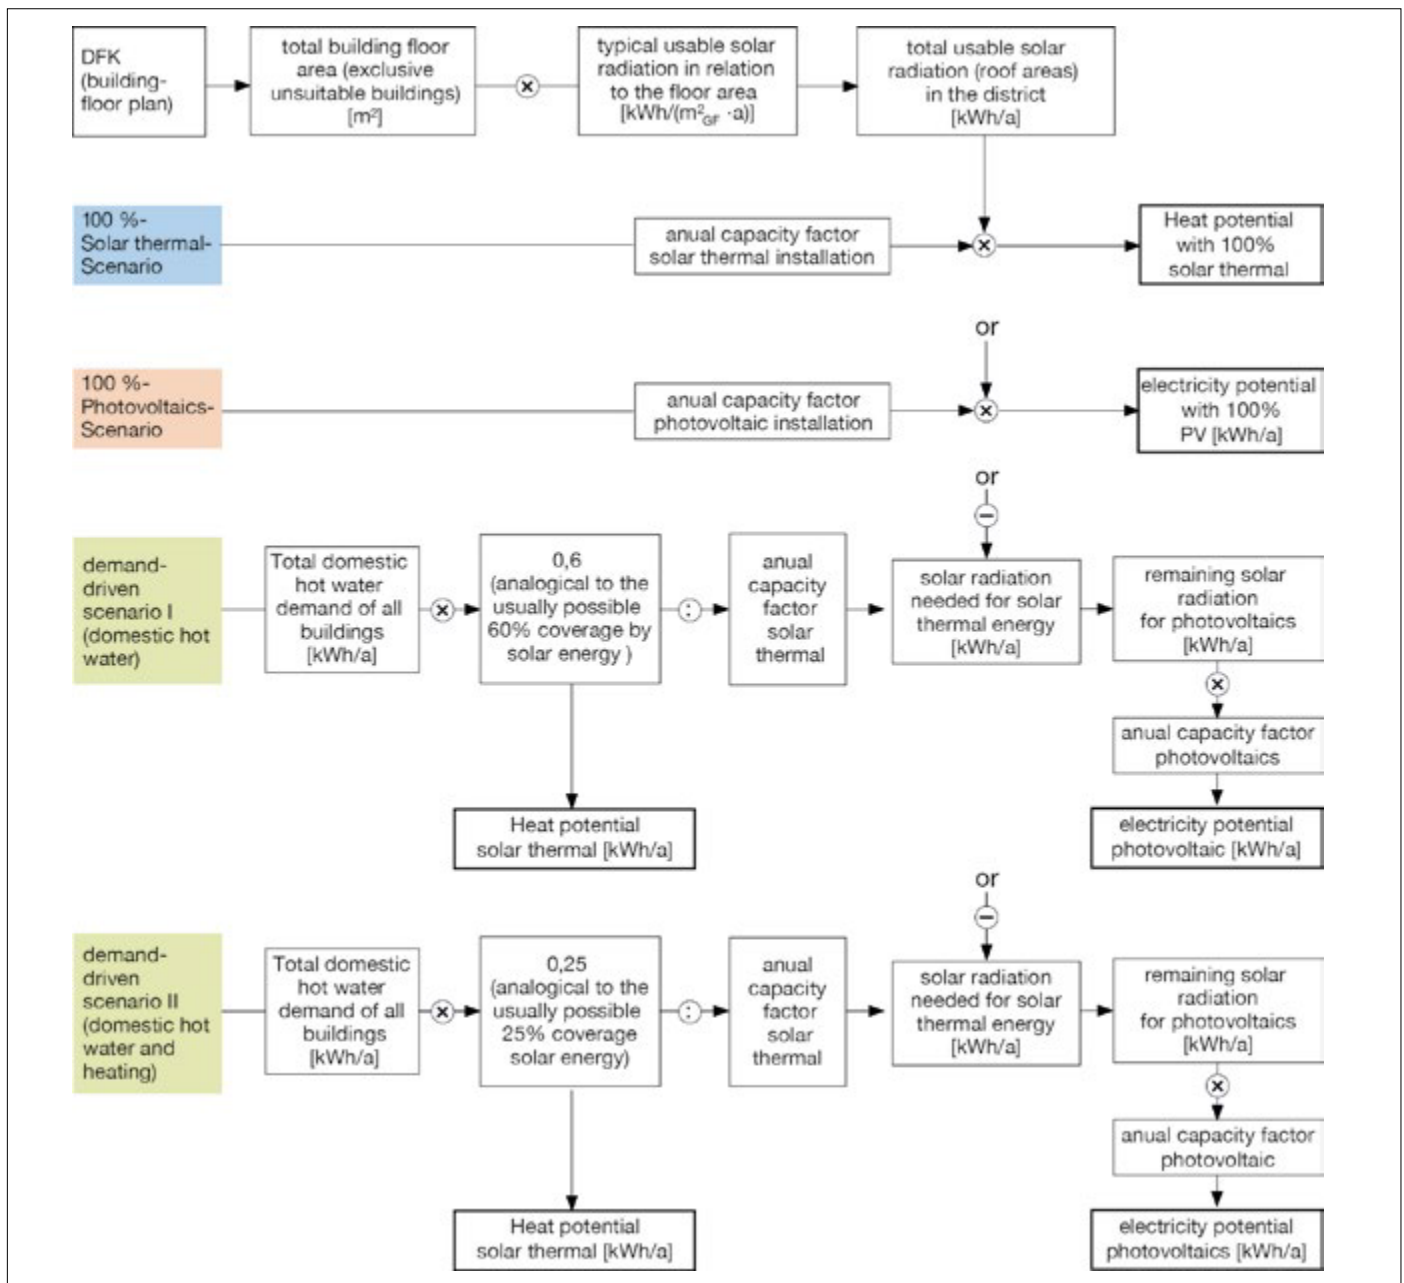 DFK
(building-
floor plan)
total building floor
area (exclusive
unsuitable buildings)
[m²]
×
typical usable solar
radiation in relation
to the floor area
[kWh/(m²GF ·a)]
total usable solar
radiation (roof areas)
in the district
[kWh/a]
100 %-
Solar thermal-
Scenario
anual capacity factor
solar thermal installation
×
Heat potential
with 100%
solar thermal
or
100 %-
Photovoltaics-
Scenario
anual capacity factor
photovoltaic installation
×
electricity potential
with 100%
PV [kWh/a]
or
−
demand-
driven
scenario I
(domestic hot
water)
Total domestic
hot water
demand of all
buildings
[kWh/a]
×
0,6
(analogical to the
usually possible
60% coverage by
solar energy )
:
anual
capacity
factor
solar
thermal
solar radiation
needed for solar
thermal energy
[kWh/a]
remaining solar
radiation
for photovoltaics
[kWh/a]
×
anual capacity factor
photovoltaics
Heat potential
solar thermal [kWh/a]
electricity potential
photovoltaic [kWh/a]
or
−
demand-
driven
scenario II
(domestic hot
water and
heating)
Total domestic
hot water
demand of all
buildings
[kWh/a]
×
0,25
(analogical to the
usually possible
25% coverage
solar energy)
:
anual
capacity
factor
solar
thermal
solar radiation
needed for solar
thermal energy
[kWh/a]
remaining solar
radiation
for photovoltaics
[kWh/a]
×
anual capacity factor
photovoltaic
Heat potential
solar thermal [kWh/a]
electricity potential
photovoltaics [kWh/a]